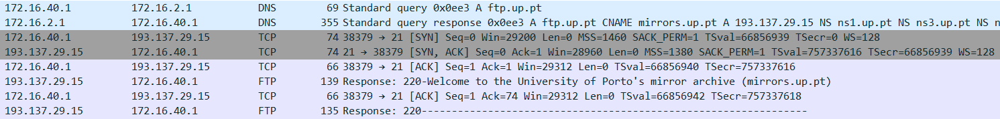 172.16.40.1 172.16.2.1 DNS 69 Standard query 0x0ee3 A ftp.up.pt
172.16.2.1 172.16.40.1 DNS 355 Standard query response 0x0ee3 A ftp.up.pt CNAME mirrors.up.pt A 193.137.29.15 NS ns1.up.pt NS ns3.up.pt NS n
172.16.40.1 193.137.29.15 TCP 74 38379 → 21 [SYN] Seq=0 Win=29200 Len=0 MSS=1460 SACK_PERM=1 TSval=66856939 TSecr=0 WS=128
193.137.29.15 172.16.40.1 TCP 74 21 → 38379 [SYN, ACK] Seq=0 Ack=1 Win=28960 Len=0 MSS=1380 SACK_PERM=1 TSval=757337616 TSecr=66856939 WS=128
172.16.40.1 193.137.29.15 TCP 66 38379 → 21 [ACK] Seq=1 Ack=1 Win=29312 Len=0 TSval=66856940 TSecr=757337616
193.137.29.15 172.16.40.1 FTP 139 Response: 220-Welcome to the University of Porto's mirror archive (mirrors.up.pt)
172.16.40.1 193.137.29.15 TCP 66 38379 → 21 [ACK] Seq=1 Ack=74 Win=29312 Len=0 TSval=66856942 TSecr=757337618
193.137.29.15 172.16.40.1 FTP 135 Response: 220---------------------------------------------------------------